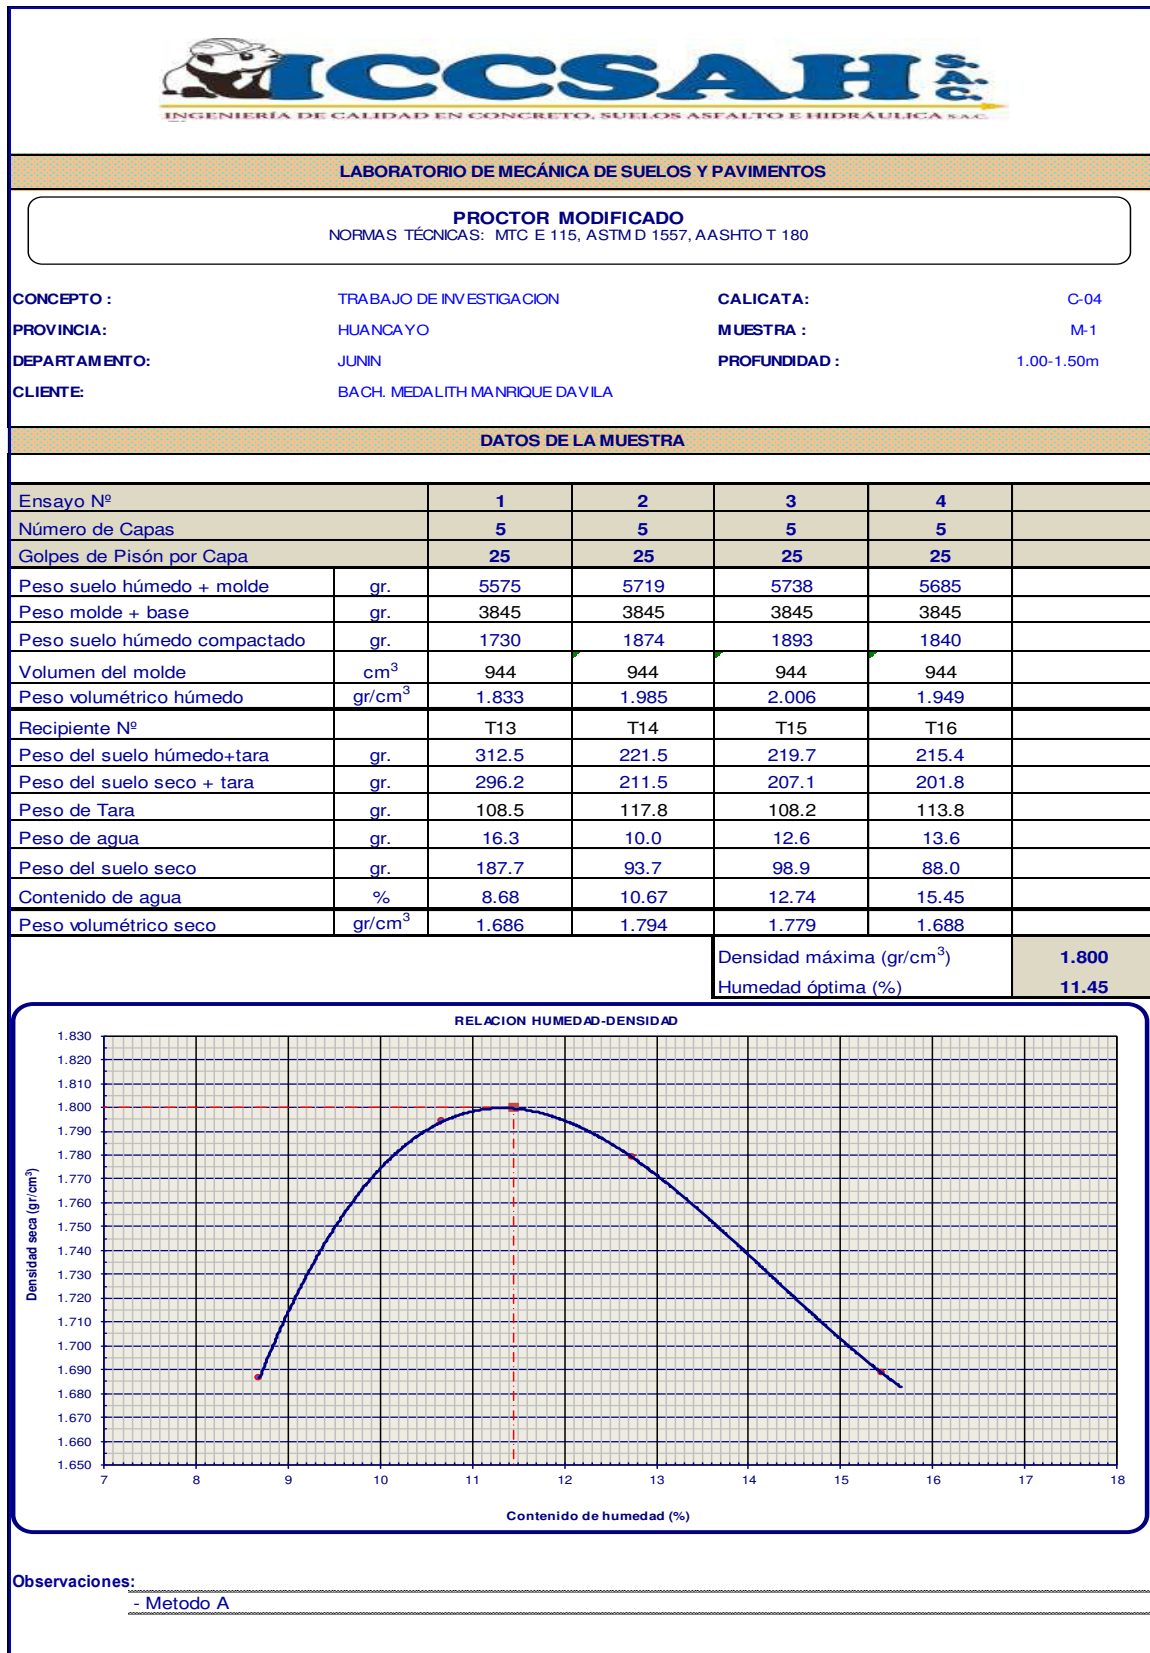 ICCSAH S.A.C.
INGENIERÍA DE CALIDAD EN CONCRETO, SUELOS ASFALTO E HIDRÁULICA S.A.C.
LABORATORIO DE MECÁNICA DE SUELOS Y PAVIMENTOS
PROCTOR MODIFICADO
NORMAS TÉCNICAS: MTC E 115, ASTM D 1557, AASHTO T 180
CONCEPTO : TRABAJO DE INVESTIGACION CALICATA: C-04
PROVINCIA: HUANCAYO MUESTRA : M-1
DEPARTAMENTO: JUNIN PROFUNDIDAD : 1.00-1.50m
CLIENTE: BACH. MEDALITH MANRIQUE DAVILA
DATOS DE LA MUESTRA
Ensayo Nº 1 2 3 4
Número de Capas 5 5 5 5
Golpes de Pisón por Capa 25 25 25 25
Peso suelo húmedo + molde gr. 5575 5719 5738 5685
Peso molde + base gr. 3845 3845 3845 3845
Peso suelo húmedo compactado gr. 1730 1874 1893 1840
Volumen del molde cm³ 944 944 944 944
Peso volumétrico húmedo gr/cm³ 1.833 1.985 2.006 1.949
Recipiente Nº T13 T14 T15 T16
Peso del suelo húmedo+tara gr. 312.5 221.5 219.7 215.4
Peso del suelo seco + tara gr. 296.2 211.5 207.1 201.8
Peso de Tara gr. 108.5 117.8 108.2 113.8
Peso de agua gr. 16.3 10.0 12.6 13.6
Peso del suelo seco gr. 187.7 93.7 98.9 88.0
Contenido de agua % 8.68 10.67 12.74 15.45
Peso volumétrico seco gr/cm³ 1.686 1.794 1.779 1.688
Densidad máxima (gr/cm³) 1.800
Humedad óptima (%) 11.45
RELACION HUMEDAD-DENSIDAD
Densidad seca (gr/cm³)
1.830
1.820
1.810
1.800
1.790
1.780
1.770
1.760
1.750
1.740
1.730
1.720
1.710
1.700
1.690
1.680
1.670
1.660
1.650
7 8 9 10 11 12 13 14 15 16 17 18
Contenido de humedad (%)
Observaciones:
- Metodo A